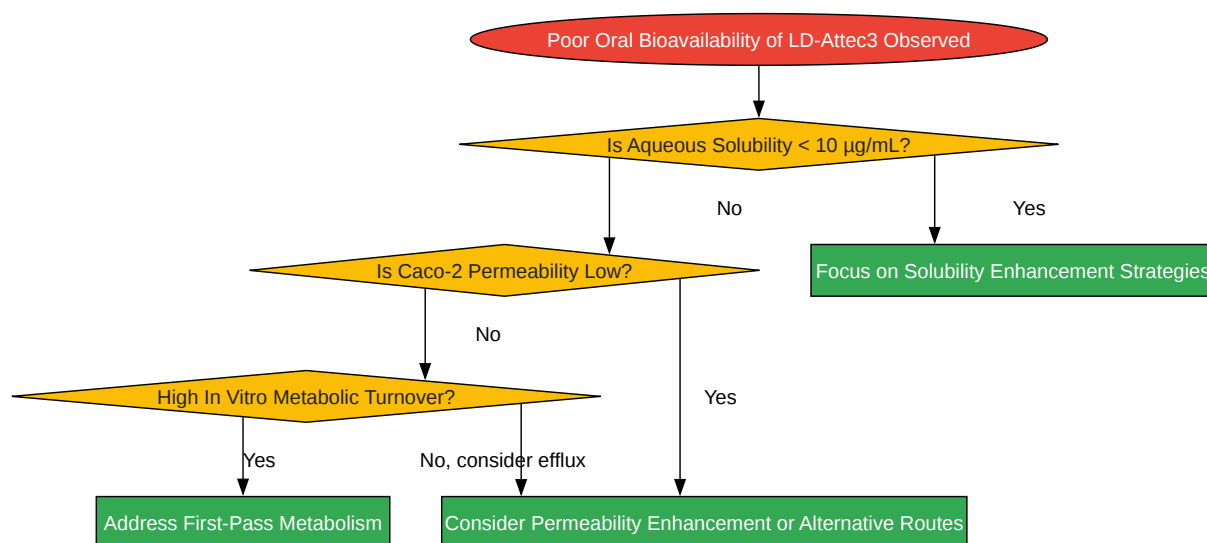 Poor Oral Bioavailability of LD-Attec3 Observed
Is Aqueous Solubility < 10 µg/mL?
No
Yes
Is Caco-2 Permeability Low?
Focus on Solubility Enhancement Strategies
No
High In Vitro Metabolic Turnover?
Yes
Yes
No, consider efflux
Address First-Pass Metabolism
Consider Permeability Enhancement or Alternative Routes